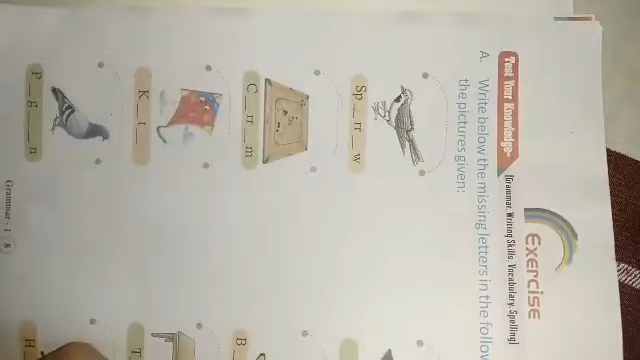 Exercise
Test Your Knowledge- [Grammar, Writing Skills, Vocabulary, Spelling]
A. Write below the missing letters in the
the pictures given:
Sp _ rr _ w
C _ rr _ m
B
K _ t _
T
P _ g _ _ n
H
Grammar - 1 8